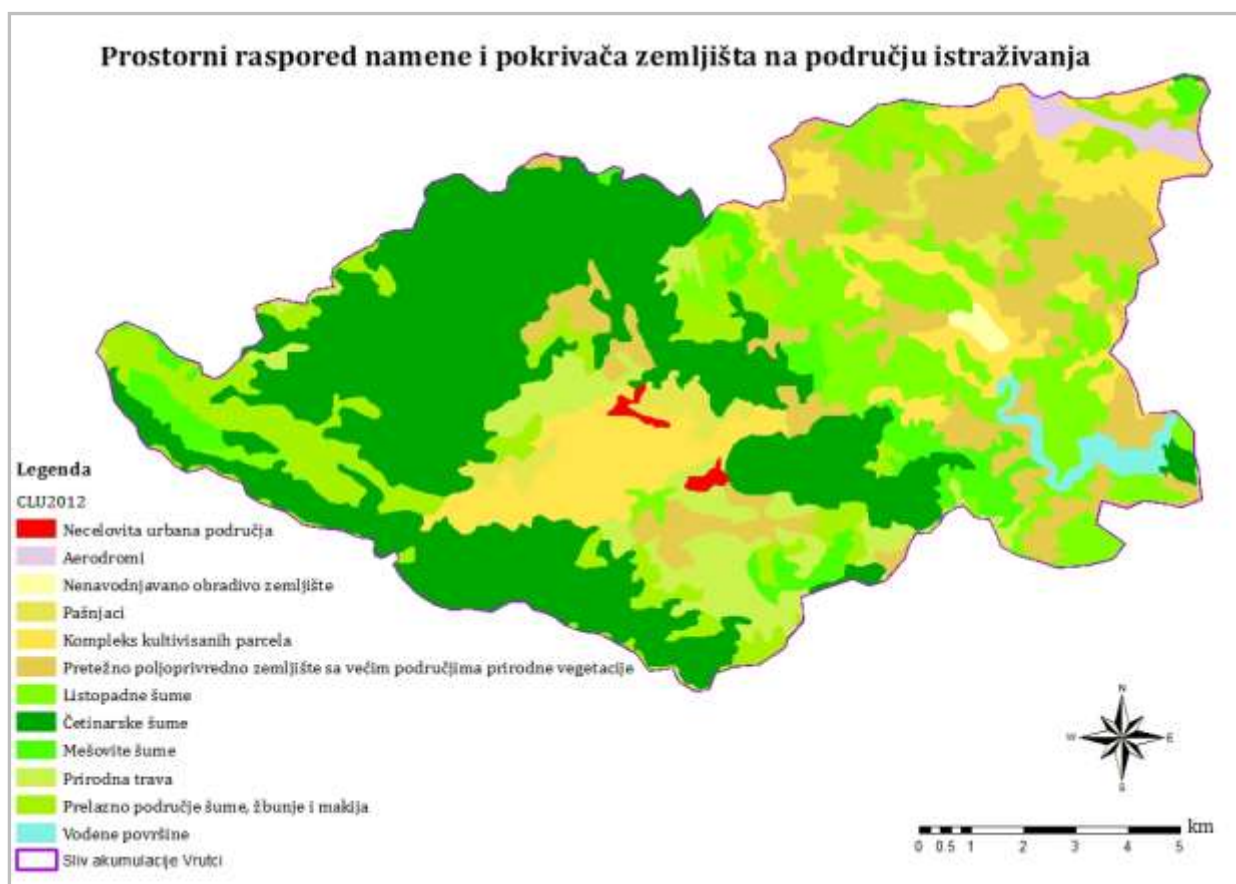 Prostorni raspored namene i pokrivača zemljišta na području istraživanja
Legenda
CLU2012
Necelovita urbana područja
Aerodromi
Nenavodnjavano obradivo zemljište
Pašnjaci
Kompleks kultivisanih parcela
Pretežno poljoprivredno zemljište sa većim područjima prirodne vegetacije
Listopadne šume
Četinarske šume
Mešovite šume
Prirodna trava
Prelazno područje šume, žbunje i makija
Vodene površine
Sliv akumulacije Vrutci
N
W E
S
km
0 0.5 1 2 3 4 5